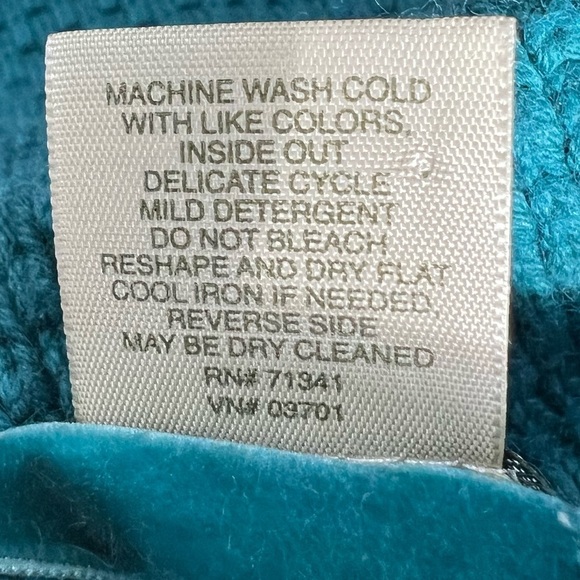 MACHINE WASH COLD
WITH LIKE COLORS,
INSIDE OUT
DELICATE CYCLE
MILD DETERGENT
DO NOT BLEACH
RESHAPE AND DRY FLAT
COOL IRON IF NEEDED,
REVERSE SIDE
MAY BE DRY CLEANED
RN# 71341
VN# 03701